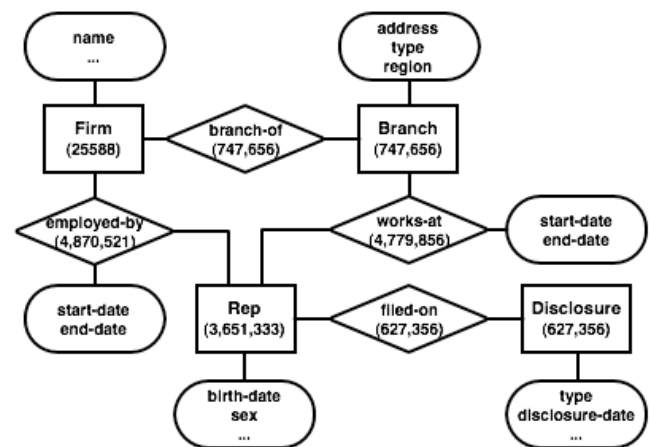 name
...
address
type
region
Firm
(25588)
branch-of
(747,656)
Branch
(747,656)
employed-by
(4,870,521)
works-at
(4,779,856)
start-date
end-date
start-date
end-date
Rep
(3,651,333)
filed-on
(627,356)
Disclosure
(627,356)
birth-date
sex
...
type
disclosure-date
...